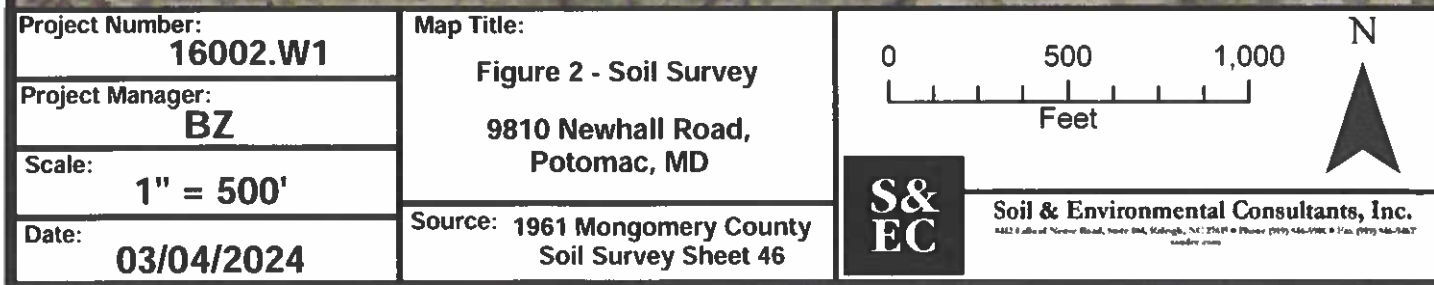 Project Number:
16002.W1
Project Manager:
BZ
Scale:
1" = 500'
Date:
03/04/2024
Map Title:
Figure 2 - Soil Survey
9810 Newhall Road,
Potomac, MD
Source: 1961 Mongomery County
Soil Survey Sheet 46
0 500 1,000
Feet
N
S&
EC
Soil & Environmental Consultants, Inc.